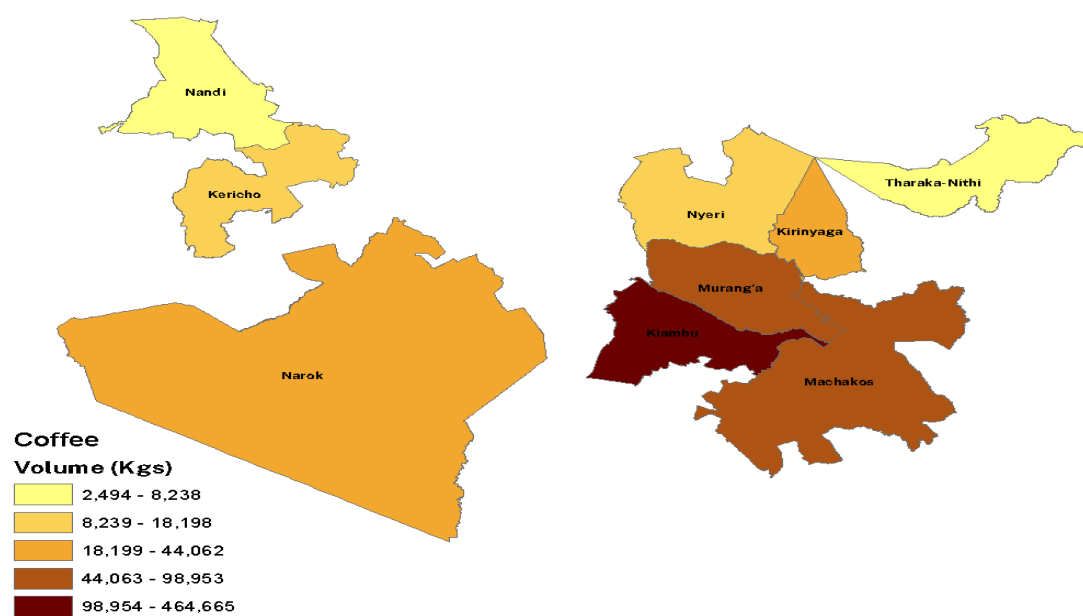 Nandi
Kericho
Narok
Tharaka-Nithi
Nyeri
Kirinyaga
Murang'a
Kiambu
Machakos
Coffee
Volume (Kgs)
2,494 - 8,238
8,239 - 18,198
18,199 - 44,062
44,063 - 98,953
98,954 - 464,665